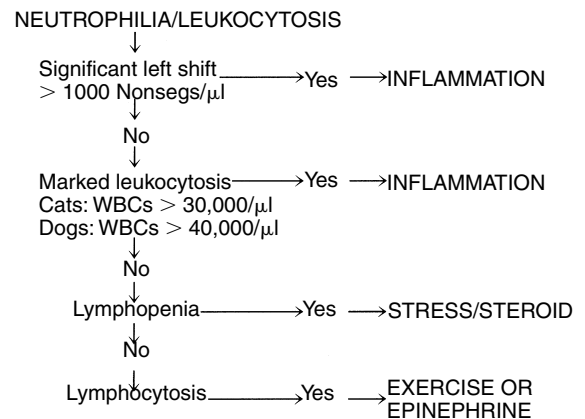 NEUTROPHILIA/LEUKOCYTOSIS
Significant left shift
> 1000 Nonsegs/μl
Yes
INFLAMMATION
No
Marked leukocytosis
Cats: WBCs > 30,000/μl
Dogs: WBCs > 40,000/μl
Yes
INFLAMMATION
No
Lymphopenia
Yes
STRESS/STEROID
No
Lymphocytosis
Yes
EXERCISE OR
EPINEPHRINE